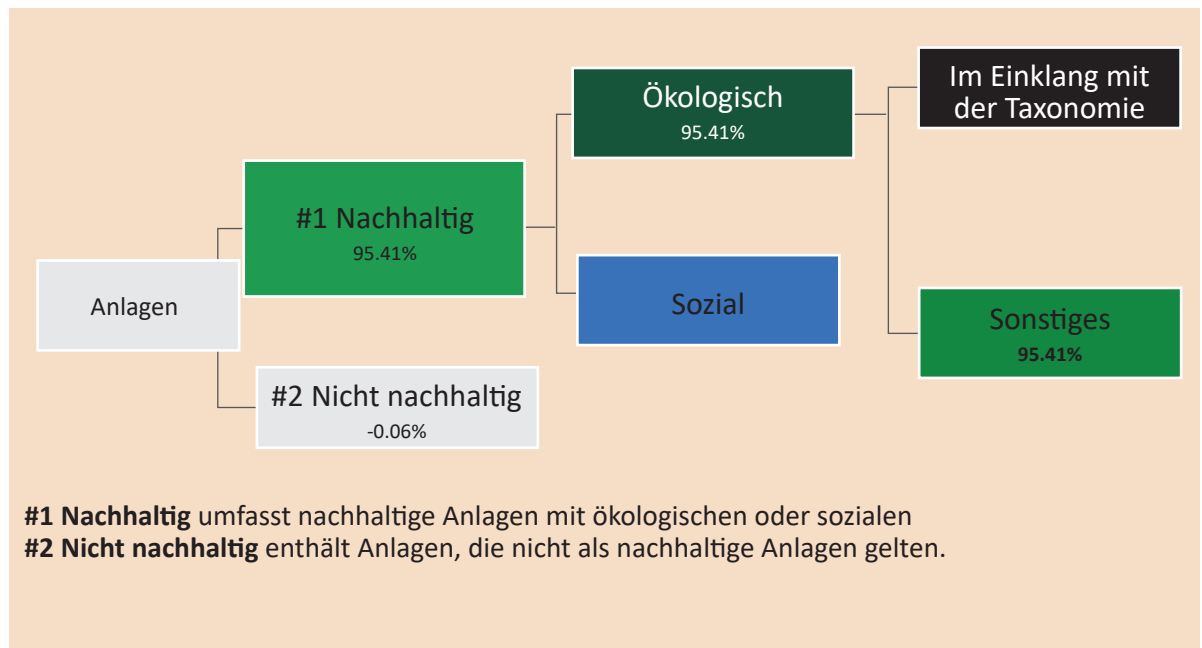 Anlagen
#1 Nachhaltig
95.41%
#2 Nicht nachhaltig
-0.06%
Ökologisch
95.41%
Sozial
Im Einklang mit
der Taxonomie
Sonstiges
95.41%
#1 Nachhaltig umfasst nachhaltige Anlagen mit ökologischen oder sozialen
#2 Nicht nachhaltig enthält Anlagen, die nicht als nachhaltige Anlagen gelten.